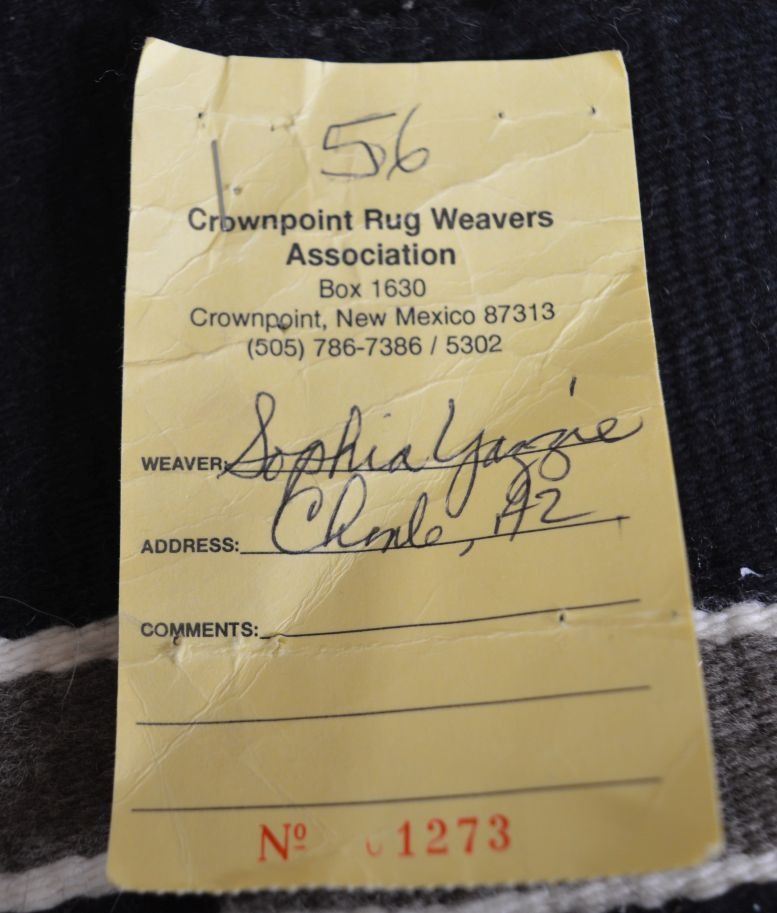 56
Crownpoint Rug Weavers
Association
Box 1630
Crownpoint, New Mexico 87313
(505) 786-7386 / 5302
WEAVER: Sophia Yazzie
ADDRESS: Chinle, AZ
COMMENTS:
Nº 01273